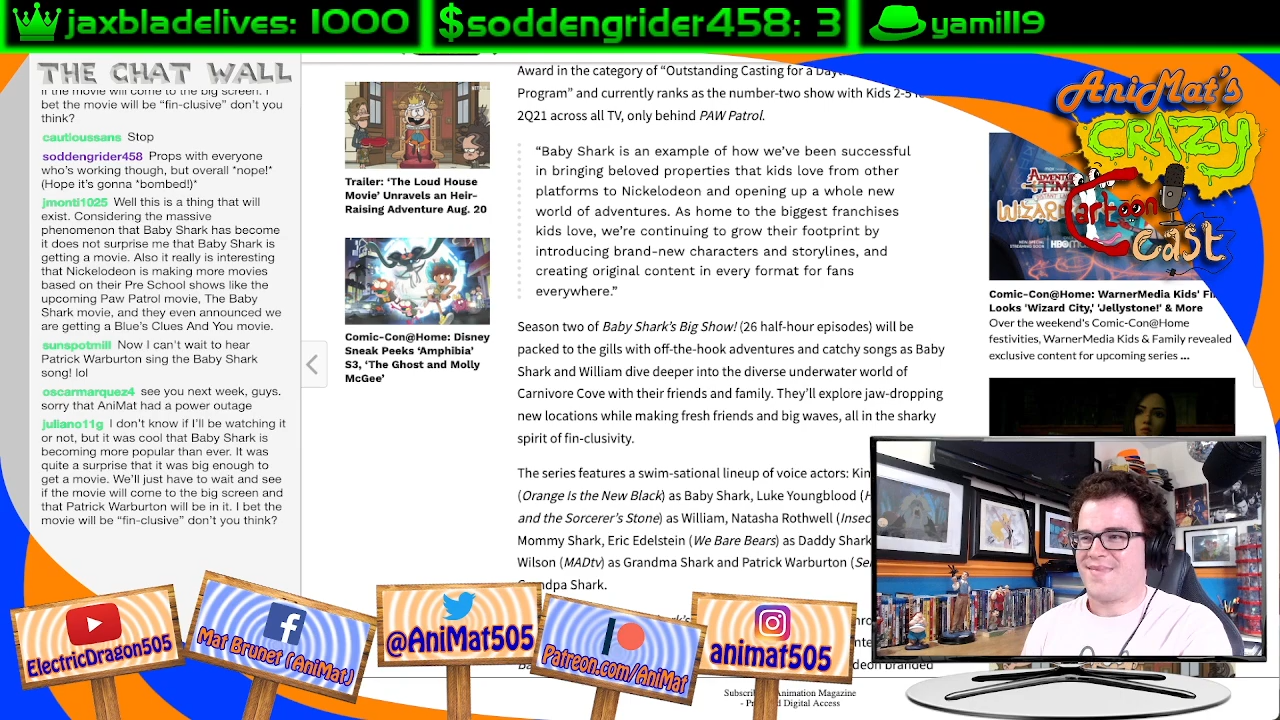 jaxbladelives: 1000
$soddengrider458: 3
yamill9
THE CHAT WALL
if the movie will come to the big screen. I
bet the movie will be “fin-clusive” don't you
think?
cautioussans Stop
soddengrider458 Props with everyone
who's working though, but overall *nope!*
(Hope it's gonna *bombed!)*
jmonti1025 Well this is a thing that will
exist. Considering the massive
phenomenon that Baby Shark has become
it does not surprise me that Baby Shark is
getting a movie. Also it really is interesting
that Nickelodeon is making more movies
based on their Pre School shows like the
upcoming Paw Patrol movie, The Baby
Shark movie, and they even announced we
are getting a Blue's Clues And You movie.
sunspotmill Now I can't wait to hear
Patrick Warburton sing the Baby Shark
song! lol
oscarmarquez4 see you next week, guys.
sorry that AniMat had a power outage
juliano11g I don't know if I'll be watching it
or not, but it was cool that Baby Shark is
becoming more popular than ever. It was
quite a surprise that it was big enough to
get a movie. We'll just have to wait and see
if the movie will come to the big screen and
that Patrick Warburton will be in it. I bet the
movie will be “fin-clusive” don't you think?
Trailer: ‘The Loud House
Movie’ Unravels an Heir-
Raising Adventure Aug. 20
Comic-Con@Home: Disney
Sneak Peeks ‘Amphibia’
S3, ‘The Ghost and Molly
McGee’
Award in the category of “Outstanding Casting for a
Program” and currently ranks as the number-two show with Kids 2-5
2Q21 across all TV, only behind PAW Patrol.
“Baby Shark is an example of how we’ve been successful
in bringing beloved properties that kids love from other
platforms to Nickelodeon and opening up a whole new
world of adventures. As home to the biggest franchises
kids love, we’re continuing to grow their footprint by
introducing brand-new characters and storylines, and
creating original content in every format for fans
everywhere.”
Season two of Baby Shark’s Big Show! (26 half-hour episodes) will be
packed to the gills with off-the-hook adventures and catchy songs as Baby
Shark and William dive deeper into the diverse underwater world of
Carnivore Cove with their friends and family. They’ll explore jaw-dropping
new locations while making fresh friends and big waves, all in the sharky
spirit of fin-clusivity.
The series features a swim-sational lineup of voice actors:
(Orange Is the New Black) as Baby Shark, Luke Youngblood
and the Sorcerer’s Stone) as William, Natasha Rothwell
Mommy Shark, Eric Edelstein (We Bare Bears) as Daddy Shark
Wilson (MADtv) as Grandma Shark and Patrick Warburton
Shark.
AniMat's
CRAZY
Cartoon
Cast
ADVENTURE
WIZAR
HBO
Comic-Con@Home: WarnerMedia Kids'
Looks 'Wizard City,' 'Jellystone!' & More
Over the weekend's Comic-Con@Home
festivities, WarnerMedia Kids & Family revealed
exclusive content for upcoming series ...
ElectricDragon505
Mat Brunet (AniMat)
@AniMat505
Patreon.com/AniMat
animat505
branded
Animation Magazine
Digital Access